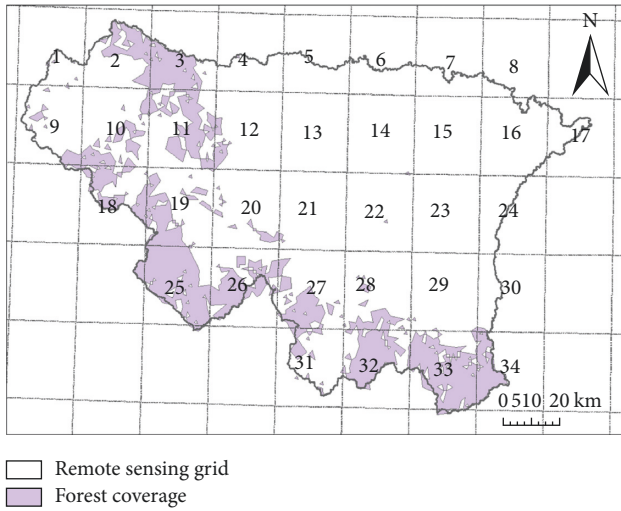 N
1 2 3 4 5 6 7 8
9 10 11 12 13 14 15 16 17
18 19 20 21 22 23 24
25 26 27 28 29 30
31 32 33 34
0 5 10 20 km
Remote sensing grid
Forest coverage